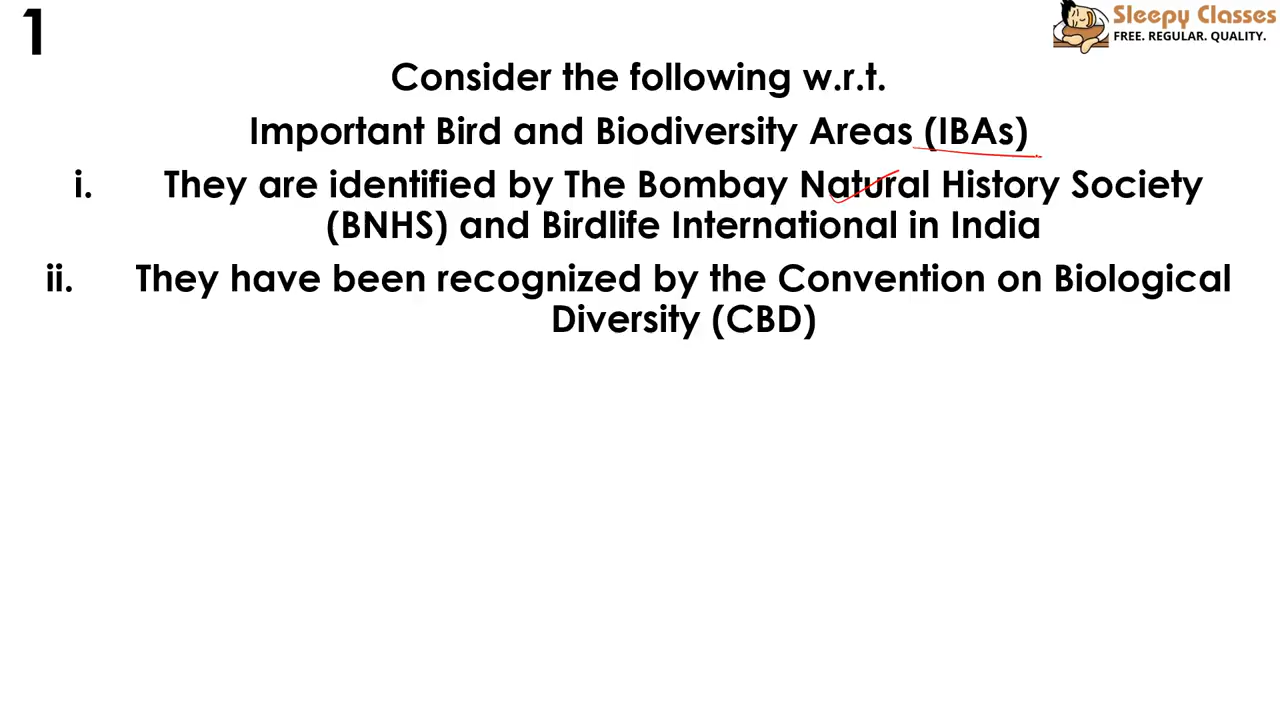 1
Sleepy Classes
FREE. REGULAR. QUALITY.
Consider the following w.r.t.
Important Bird and Biodiversity Areas (IBAs)
i. They are identified by The Bombay Natural History Society
(BNHS) and Birdlife International in India
ii. They have been recognized by the Convention on Biological
Diversity (CBD)